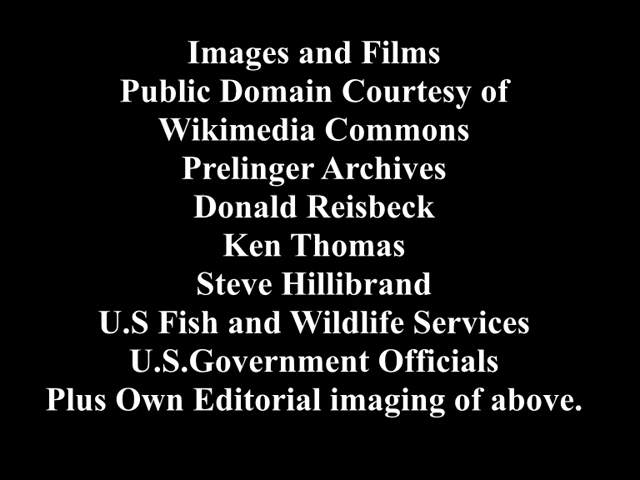 Images and Films
Public Domain Courtesy of
Wikimedia Commons
Prelinger Archives
Donald Reisbeck
Ken Thomas
Steve Hillibrand
U.S Fish and Wildlife Services
U.S.Government Officials
Plus Own Editorial imaging of above.